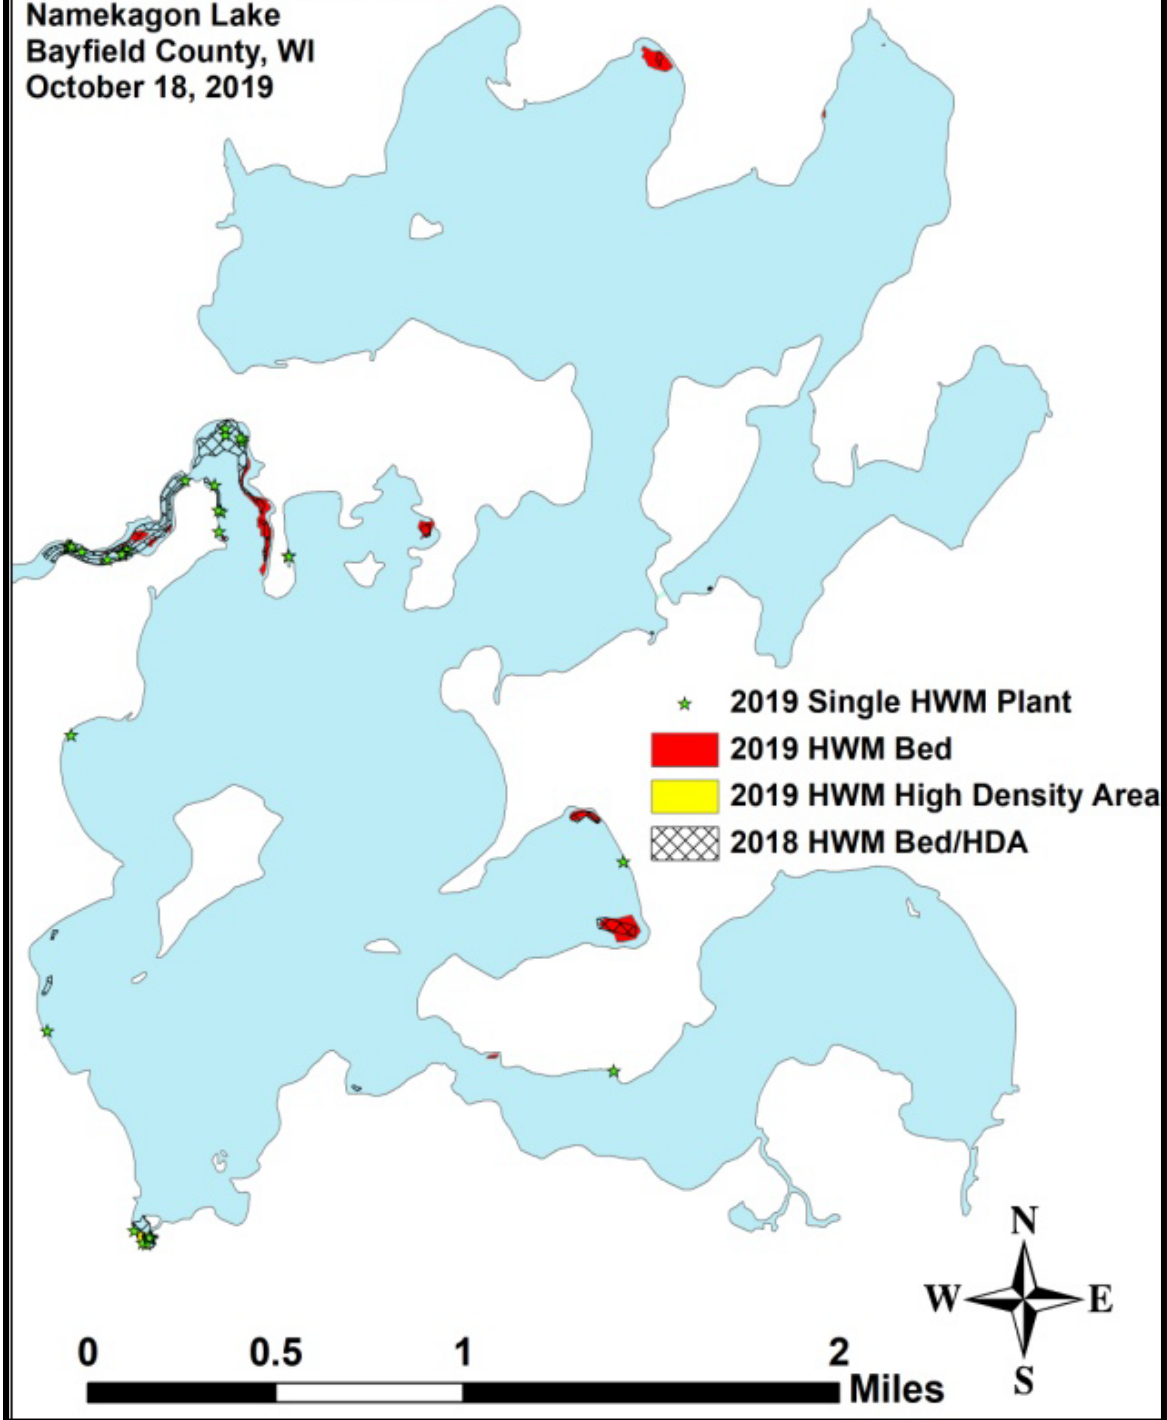 Namekagon Lake
Bayfield County, WI
October 18, 2019
2019 Single HWM Plant
2019 HWM Bed
2019 HWM High Density Area
2018 HWM Bed/HDA
N
W E
S
0 0.5 1 2
Miles